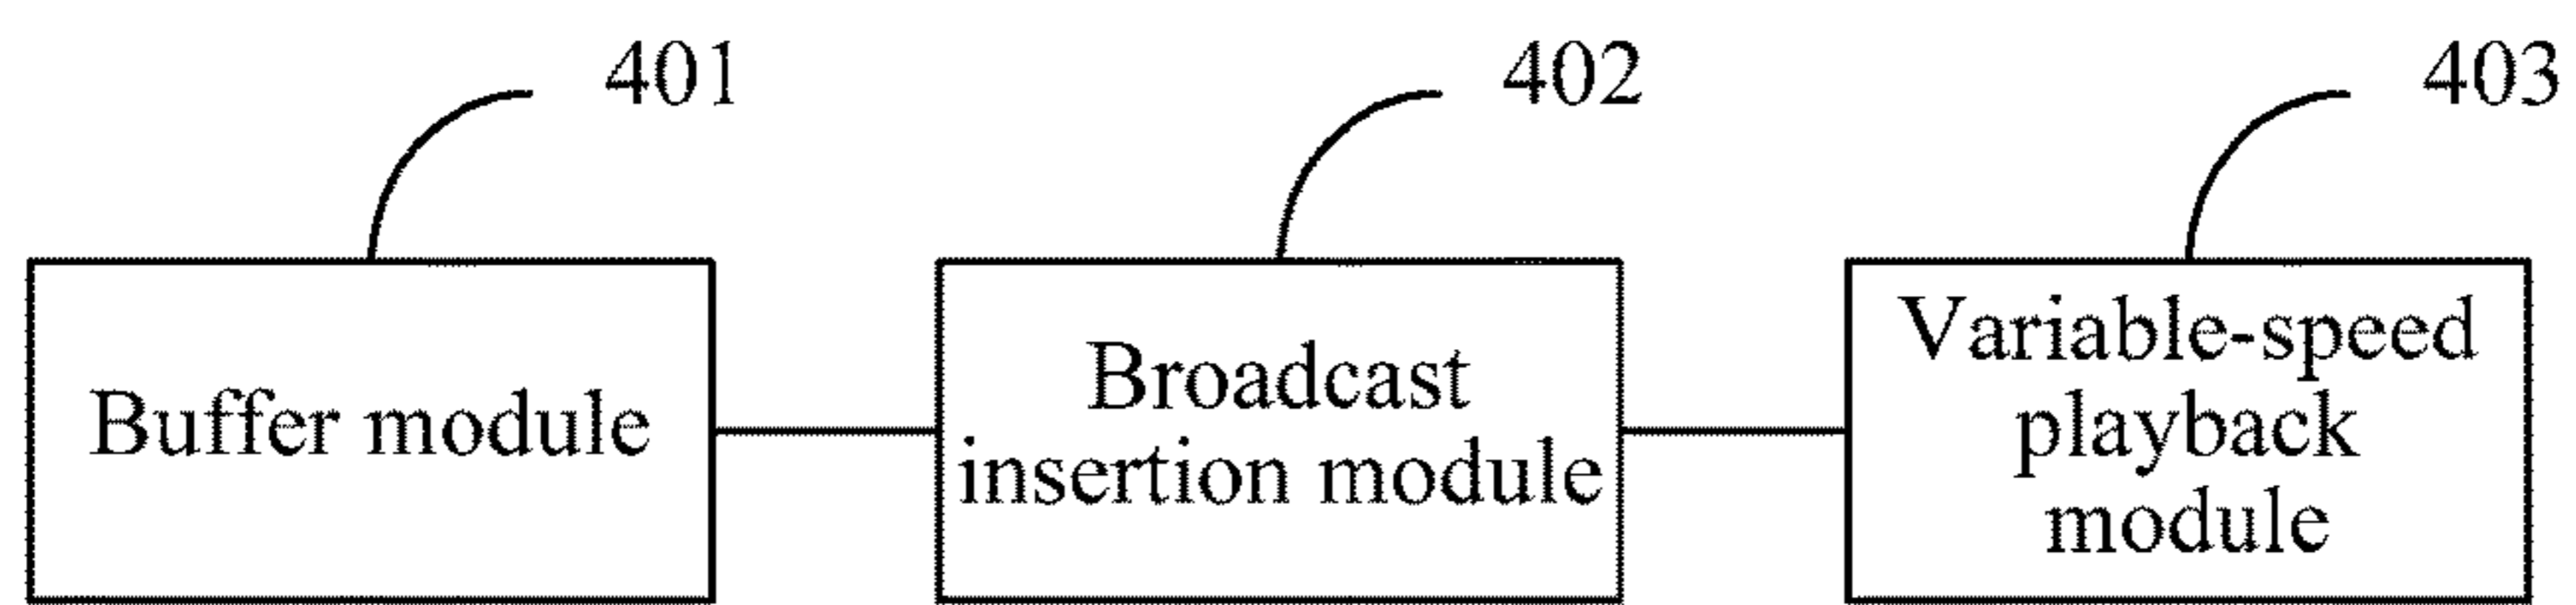 401
402
403
Buffer module
Broadcast
insertion module
Variable-speed
playback
module